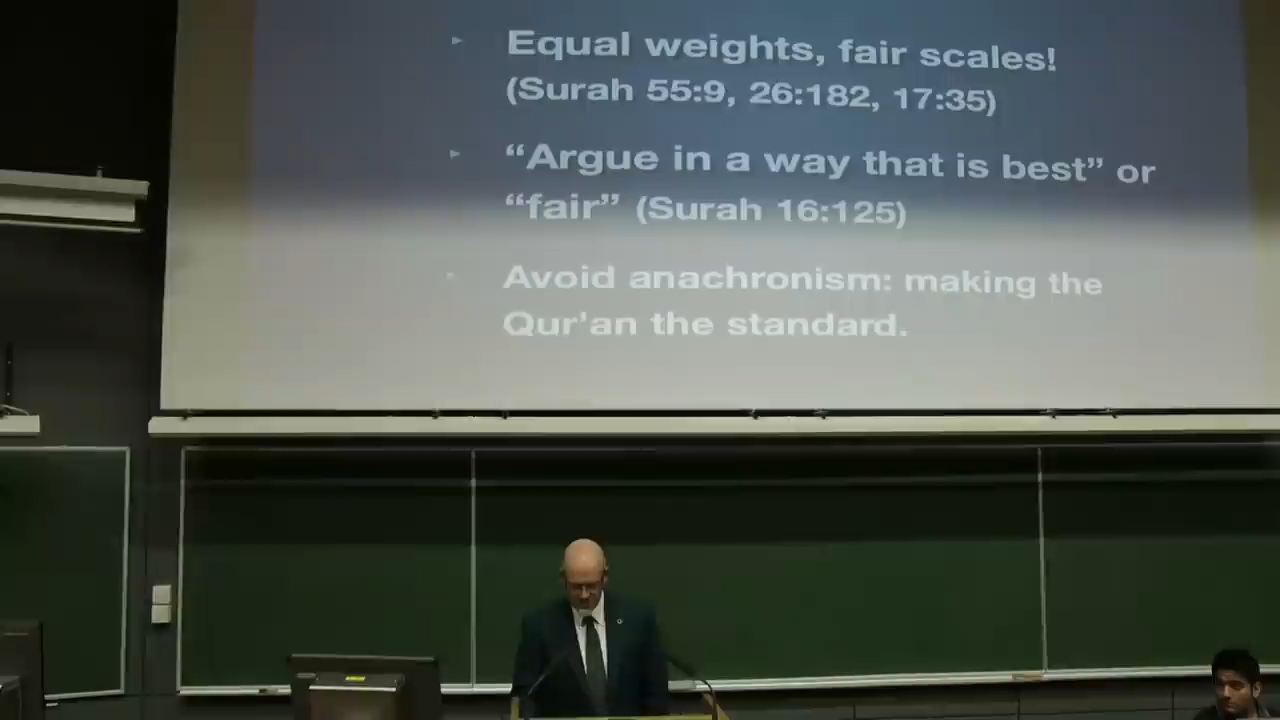 Equal weights, fair scales!
(Surah 55:9, 26:182, 17:35)
“Argue in a way that is best” or
“fair” (Surah 16:125)
Avoid anachronism: making the
Qur'an the standard.